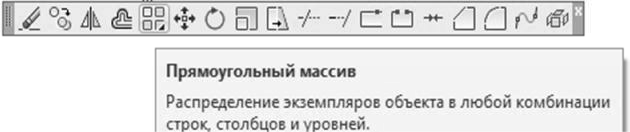 Прямоугольный массив
Распределение экземпляров объекта в любой комбинации
строк, столбцов и уровней.